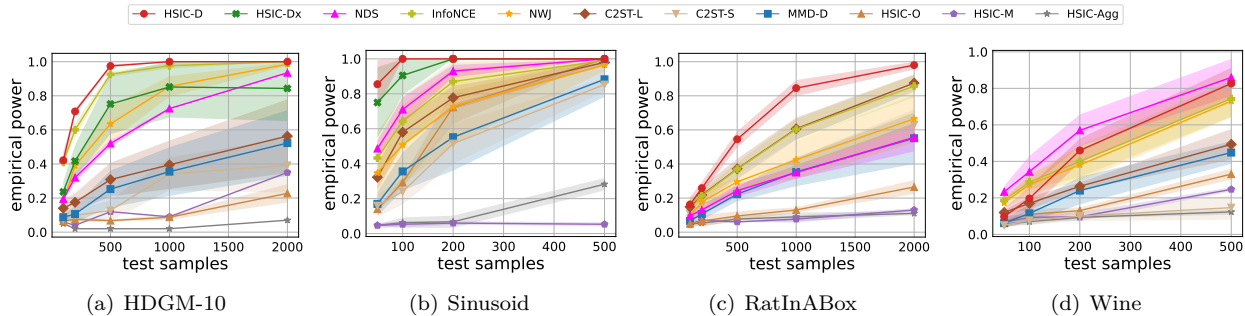 HSIC-D HSIC-Dx NDS InfoNCE NWJ C2ST-L C2ST-S MMD-D HSIC-O HSIC-M HSIC-Agg
empirical power
1.0
0.8
0.6
0.4
0.2
0.0
500 1000 1500 2000
test samples
(a) HDGM-10
empirical power
1.0
0.8
0.6
0.4
0.2
0.0
100 200 300 400 500
test samples
(b) Sinusoid
empirical power
1.0
0.8
0.6
0.4
0.2
0.0
500 1000 1500 2000
test samples
(c) RatInABox
empirical power
1.0
0.8
0.6
0.4
0.2
0.0
100 200 300 400 500
test samples
(d) Wine